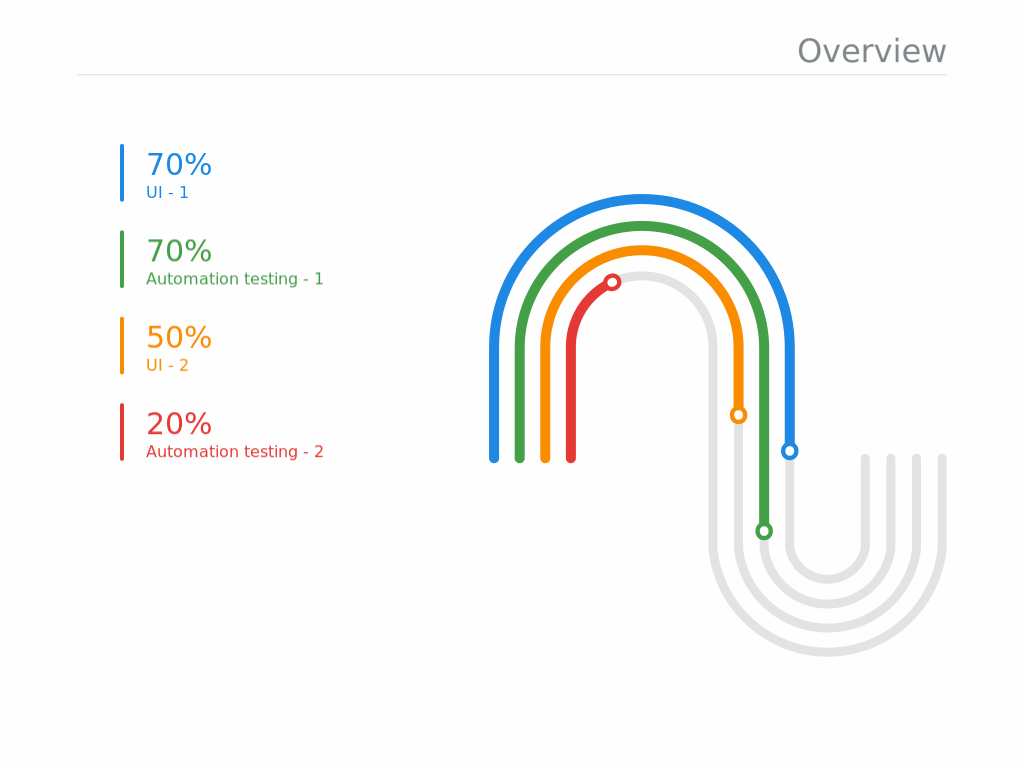 Overview
70%
UI - 1
70%
Automation testing - 1
50%
UI - 2
20%
Automation testing - 2